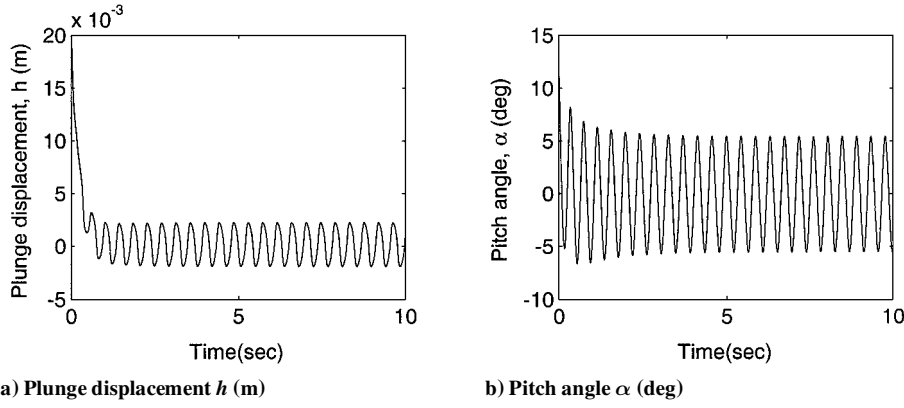 x 10⁻³
20
15
10
5
0
-5
0
5
10
Plunge displacement, h (m)
Time(sec)
a) Plunge displacement h (m)
15
10
5
0
-5
-10
0
5
10
Pitch angle, α (deg)
Time(sec)
b) Pitch angle α (deg)